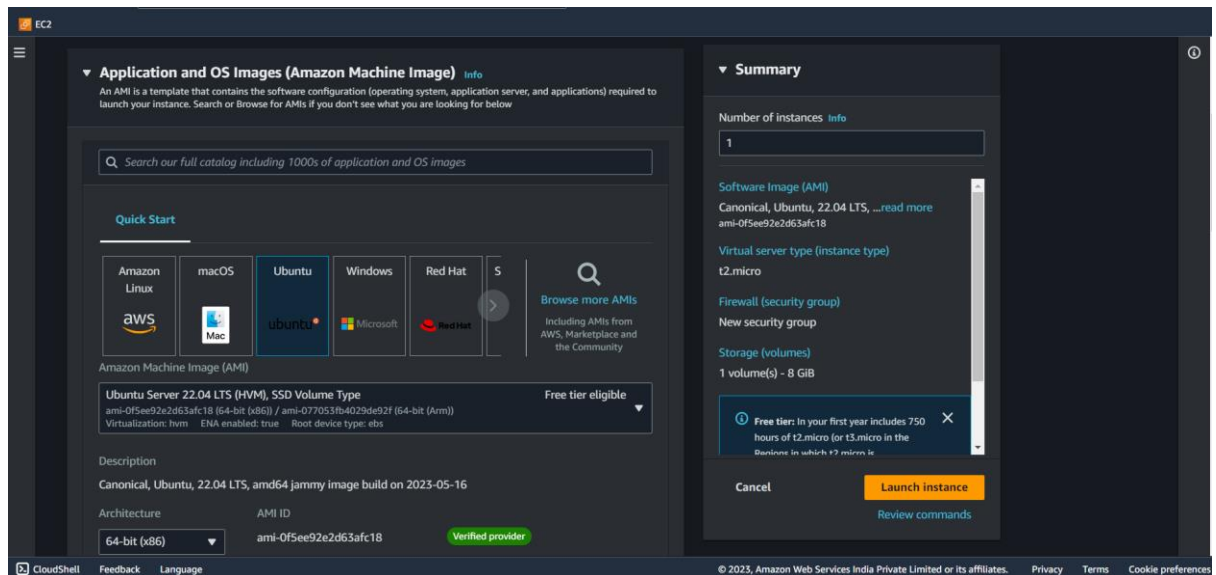 EC2
Application and OS Images (Amazon Machine Image) Info
An AMI is a template that contains the software configuration (operating system, application server, and applications) required to
launch your instance. Search or Browse for AMIs if you don't see what you are looking for below
Search our full catalog including 1000s of application and OS images
Quick Start
Amazon
Linux
aws
macOS
Mac
Ubuntu
ubuntu
Windows
Microsoft
Red Hat
Red Hat
S
Browse more AMIs
Including AMIs from
AWS, Marketplace and
the Community
Amazon Machine Image (AMI)
Ubuntu Server 22.04 LTS (HVM), SSD Volume Type
Free tier eligible
ami-0f5ee92e2d63afc18 (64-bit (x86)) / ami-077053fb4029de92f (64-bit (Arm))
Virtualization: hvm ENA enabled: true Root device type: ebs
Description
Canonical, Ubuntu, 22.04 LTS, amd64 jammy image build on 2023-05-16
Architecture
AMI ID
64-bit (x86)
ami-0f5ee92e2d63afc18
Verified provider
Summary
Number of instances Info
1
Software Image (AMI)
Canonical, Ubuntu, 22.04 LTS, ...read more
ami-0f5ee92e2d63afc18
Virtual server type (instance type)
t2.micro
Firewall (security group)
New security group
Storage (volumes)
1 volume(s) - 8 GiB
Free tier: In your first year includes 750
hours of t2.micro (or t3.micro in the
Regions in which t2.micro is
Cancel
Launch instance
Review commands
CloudShell Feedback Language
© 2023, Amazon Web Services India Private Limited or its affiliates. Privacy Terms Cookie preferences